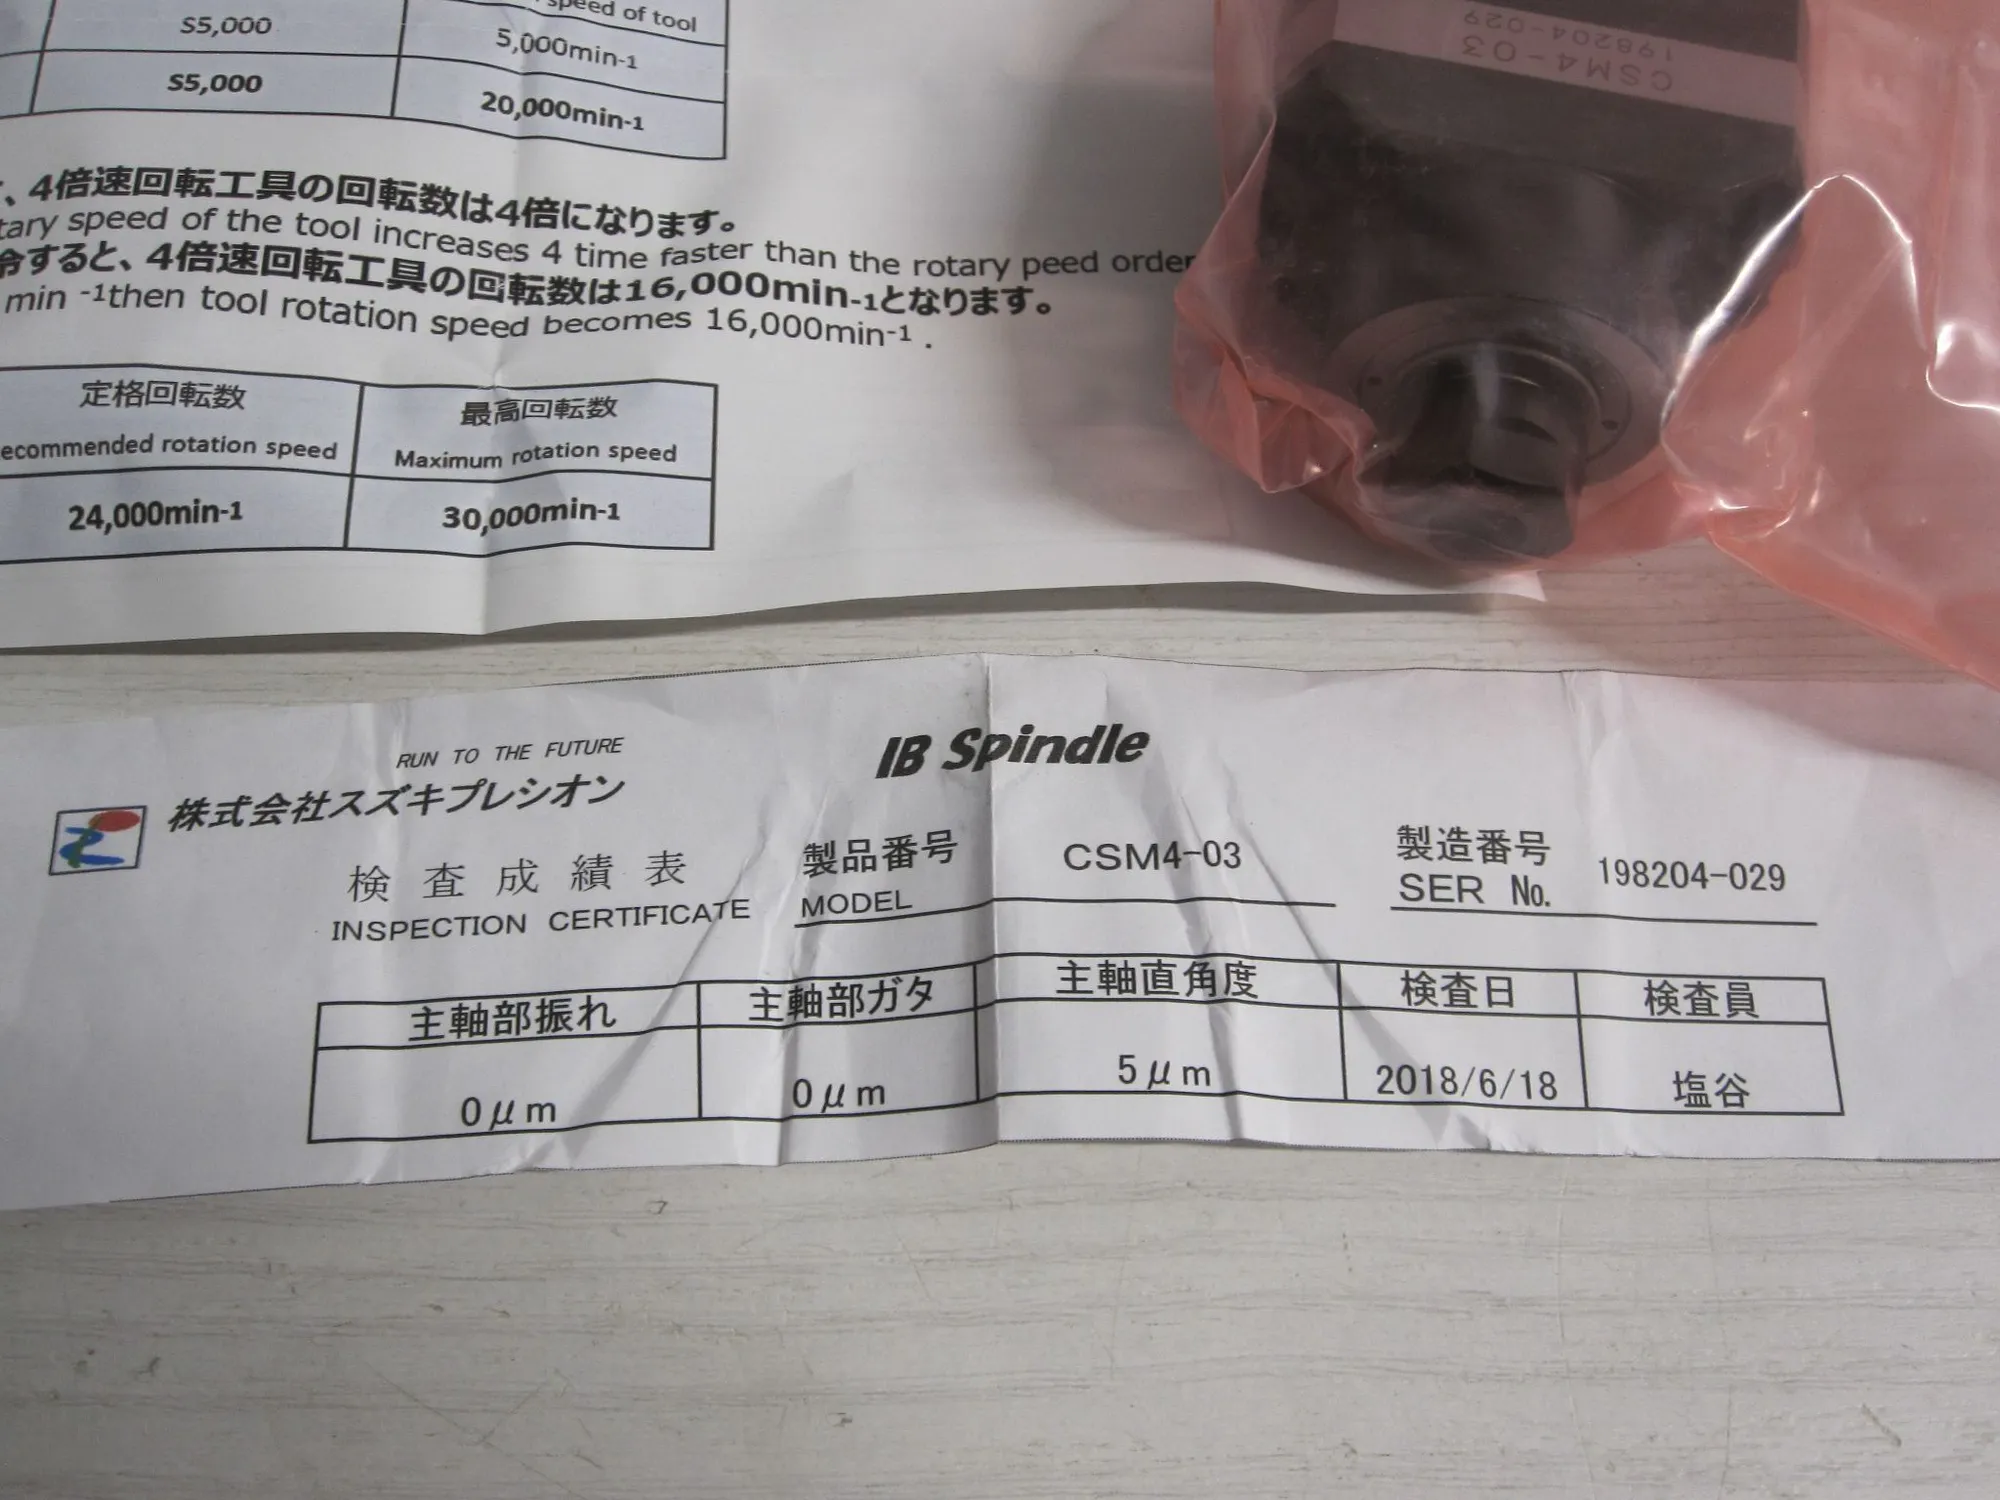 speed of tool
S5,000
5,000min-1
S5,000
20,000min-1
、4倍速回転工具の回転数は4倍になります。
tary speed of the tool increases 4 time faster than the rotary peed order
令すると、4倍速回転工具の回転数は16,000min-1となります。
min -1then tool rotation speed becomes 16,000min-1 .
定格回転数
最高回転数
ecommended rotation speed
Maximum rotation speed
24,000min-1
30,000min-1
CSM4-03
198204-029
RUN TO THE FUTURE
株式会社スズキプレシオン
IB Spindle
検査成績表
INSPECTION CERTIFICATE
製品番号
MODEL
CSM4-03
製造番号
SER No.
198204-029
主軸部振れ
主軸部ガタ
主軸直角度
検査日
検査員
0μm
0μm
5μm
2018/6/18
塩谷